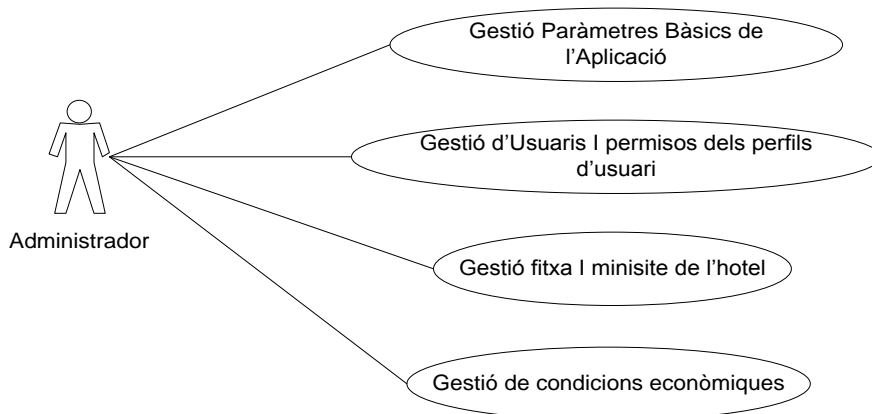 Gestió Paràmetres Bàsics de
l’Aplicació
Gestió d’Usuaris I permisos dels perfils
d’usuari
Administrador
Gestió fitxa I minisite de l’hotel
Gestió de condicions econòmiques